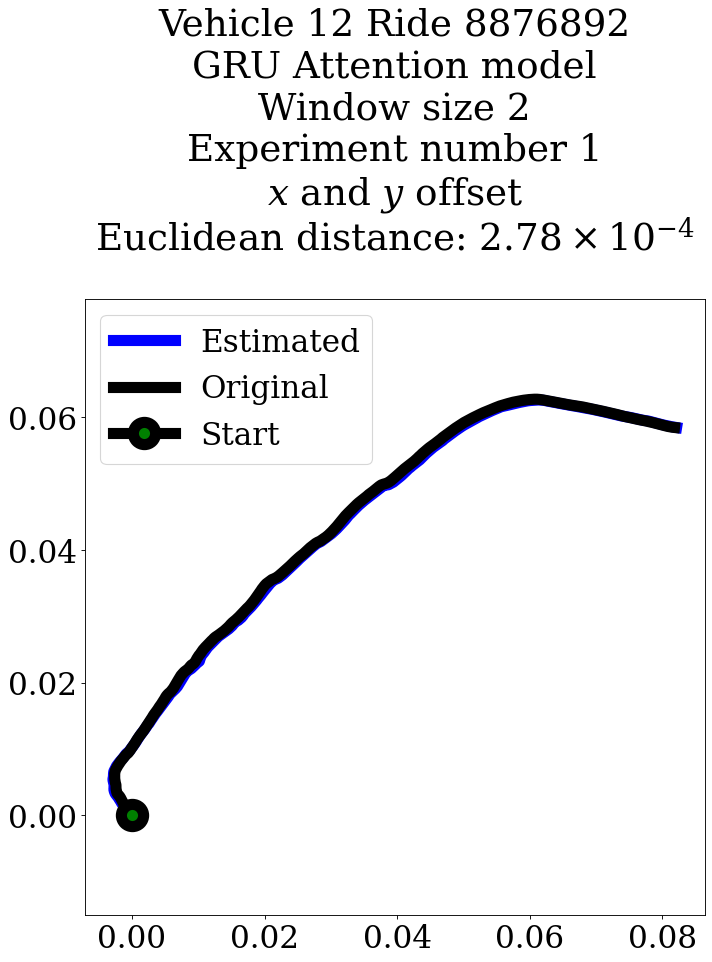 Vehicle 12 Ride 8876892
GRU Attention model
Window size 2
Experiment number 1
x and y offset
Euclidean distance: 2.78 × 10⁻⁴
Estimated
Original
Start
0.06
0.04
0.02
0.00
0.00 0.02 0.04 0.06 0.08